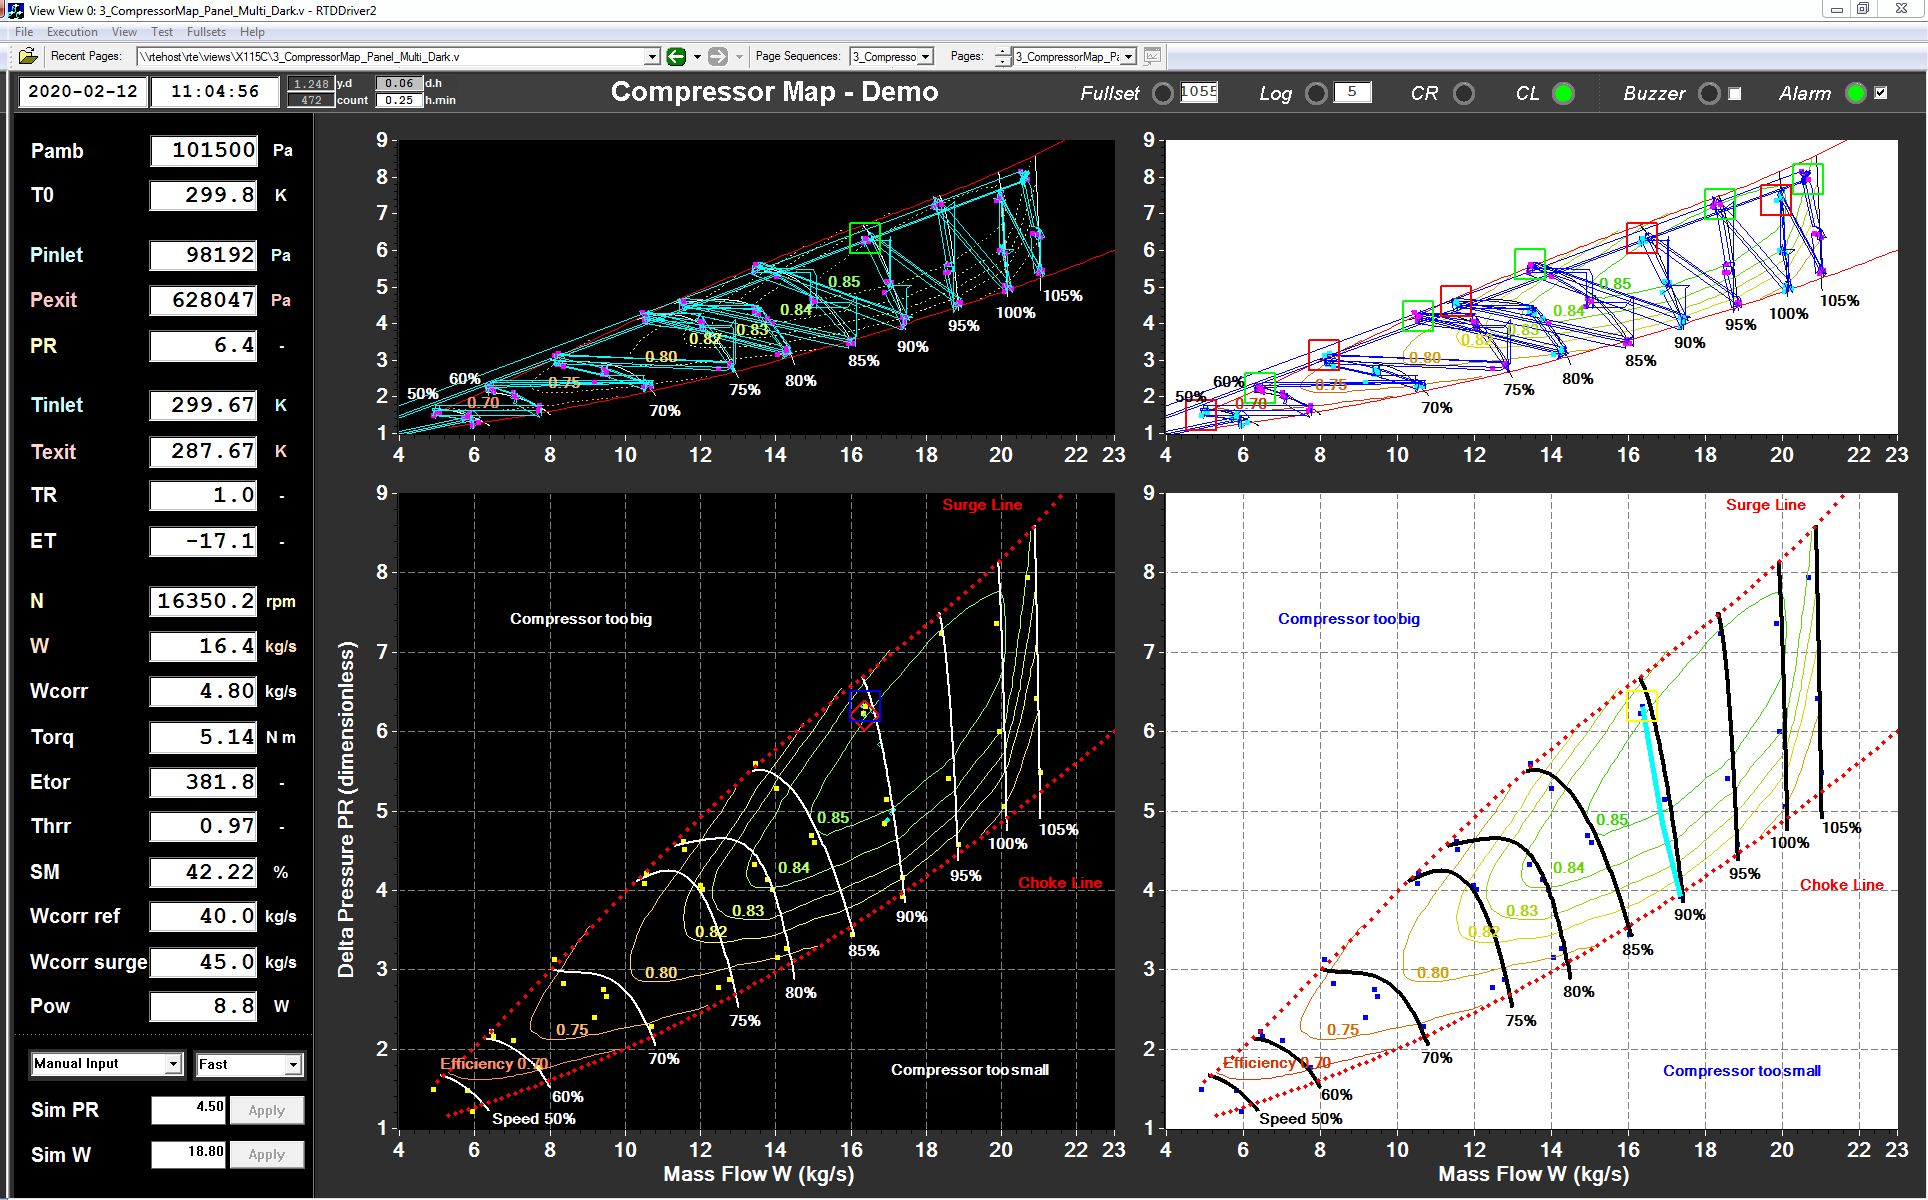 View View 0: 3_CompressorMap_Panel_Multi_Dark.v - RTDDriver2
File Execution View Test Fullsets Help
Recent Pages: \\rtehost\rte\views\X115C\3_CompressorMap_Panel_Multi_Dark.v Page Sequences: 3_Compresso Pages: 3_CompressorMap_Pa
2020-02-12 11:04:56 1.248 y.d 0.06 d.h
472 count 0.25 h.min
Compressor Map - Demo Fullset 1055 Log 5 CR CL Buzzer Alarm
Pamb 101500 Pa
T0 299.8 K
Pinlet 98192 Pa
Pexit 628047 Pa
PR 6.4 -
Tinlet 299.67 K
Texit 287.67 K
TR 1.0 -
ET -17.1 -
N 16350.2 rpm
W 16.4 kg/s
Wcorr 4.80 kg/s
Torq 5.14 N m
Etor 381.8 -
Thrr 0.97 -
SM 42.22 %
Wcorr ref 40.0 kg/s
Wcorr surge 45.0 kg/s
Pow 8.8 W
Manual Input Fast
Sim PR 4.50 Apply
Sim W 18.80 Apply
9
8
7
6
5
4
3
2
1
4 6 8 10 12 14 16 18 20 22 23
50%
60%
70%
75%
80%
85%
90%
95%
100%
105%
0.70
0.75
0.80
0.82
0.83
0.84
0.85
9
8
7
6
5
4
3
2
1
4 6 8 10 12 14 16 18 20 22 23
50%
60%
70%
75%
80%
85%
90%
95%
100%
105%
0.70
0.75
0.80
0.82
0.83
0.84
0.85
Delta Pressure PR (dimensionless)
9
8
7
6
5
4
3
2
1
4 6 8 10 12 14 16 18 20 22 23
Mass Flow W (kg/s)
Surge Line
Compressor too big
Choke Line
Compressor too small
Efficiency 0.70
0.75
0.80
0.82
0.83
0.84
0.85
Speed 50%
60%
70%
75%
80%
85%
90%
95%
100%
105%
9
8
7
6
5
4
3
2
1
4 6 8 10 12 14 16 18 20 22 23
Mass Flow W (kg/s)
Surge Line
Compressor too big
Choke Line
Compressor too small
Efficiency 0.70
0.75
0.80
0.82
0.83
0.84
0.85
Speed 50%
60%
70%
75%
80%
85%
90%
95%
100%
105%